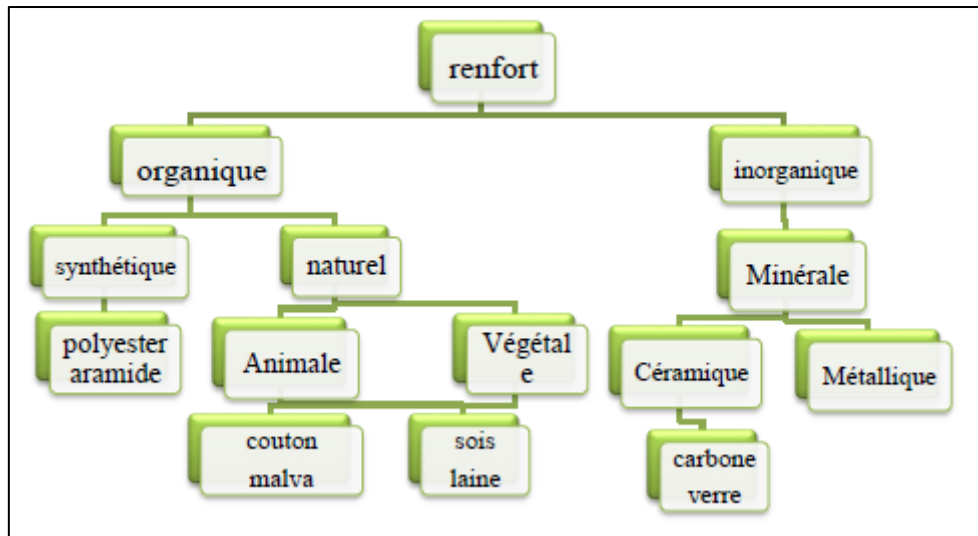 renfort
organique
inorganique
synthétique
naturel
Minérale
polyester
aramide
Animale
Végétal
e
Céramique
Métallique
couton
malva
sois
laine
carbone
verre